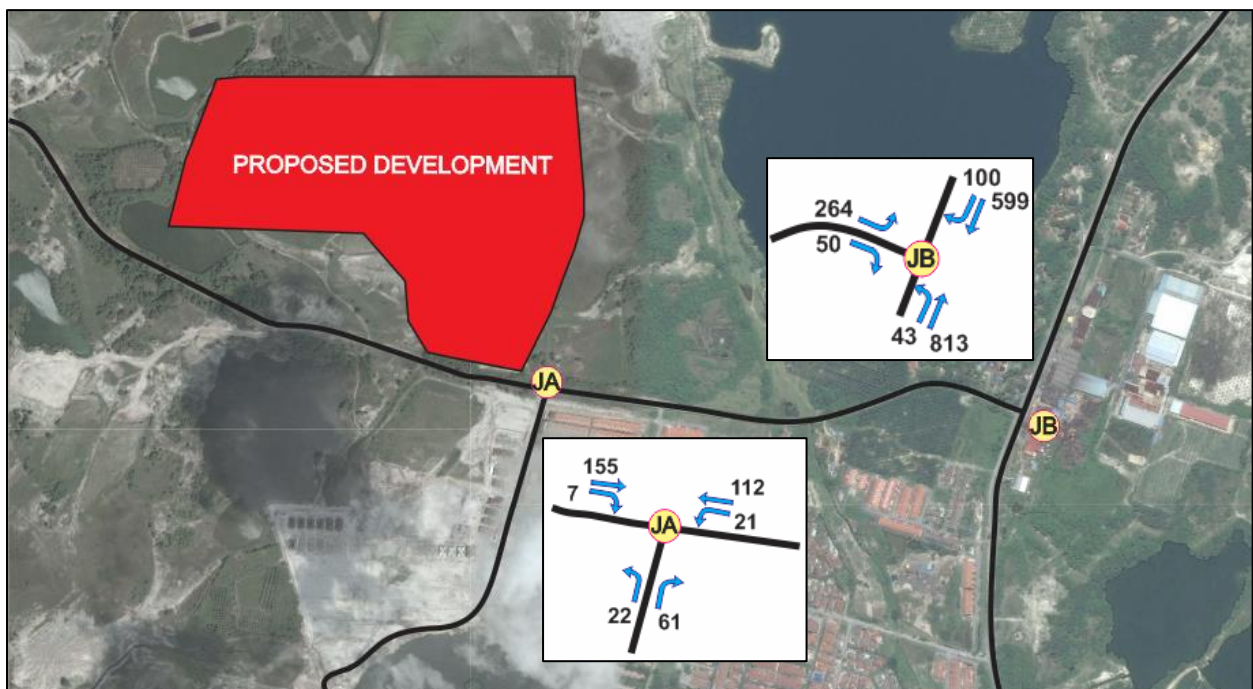 PROPOSED DEVELOPMENT
100
599
264
50
JB
43
813
JA
JB
155
7
112
21
JA
22
61